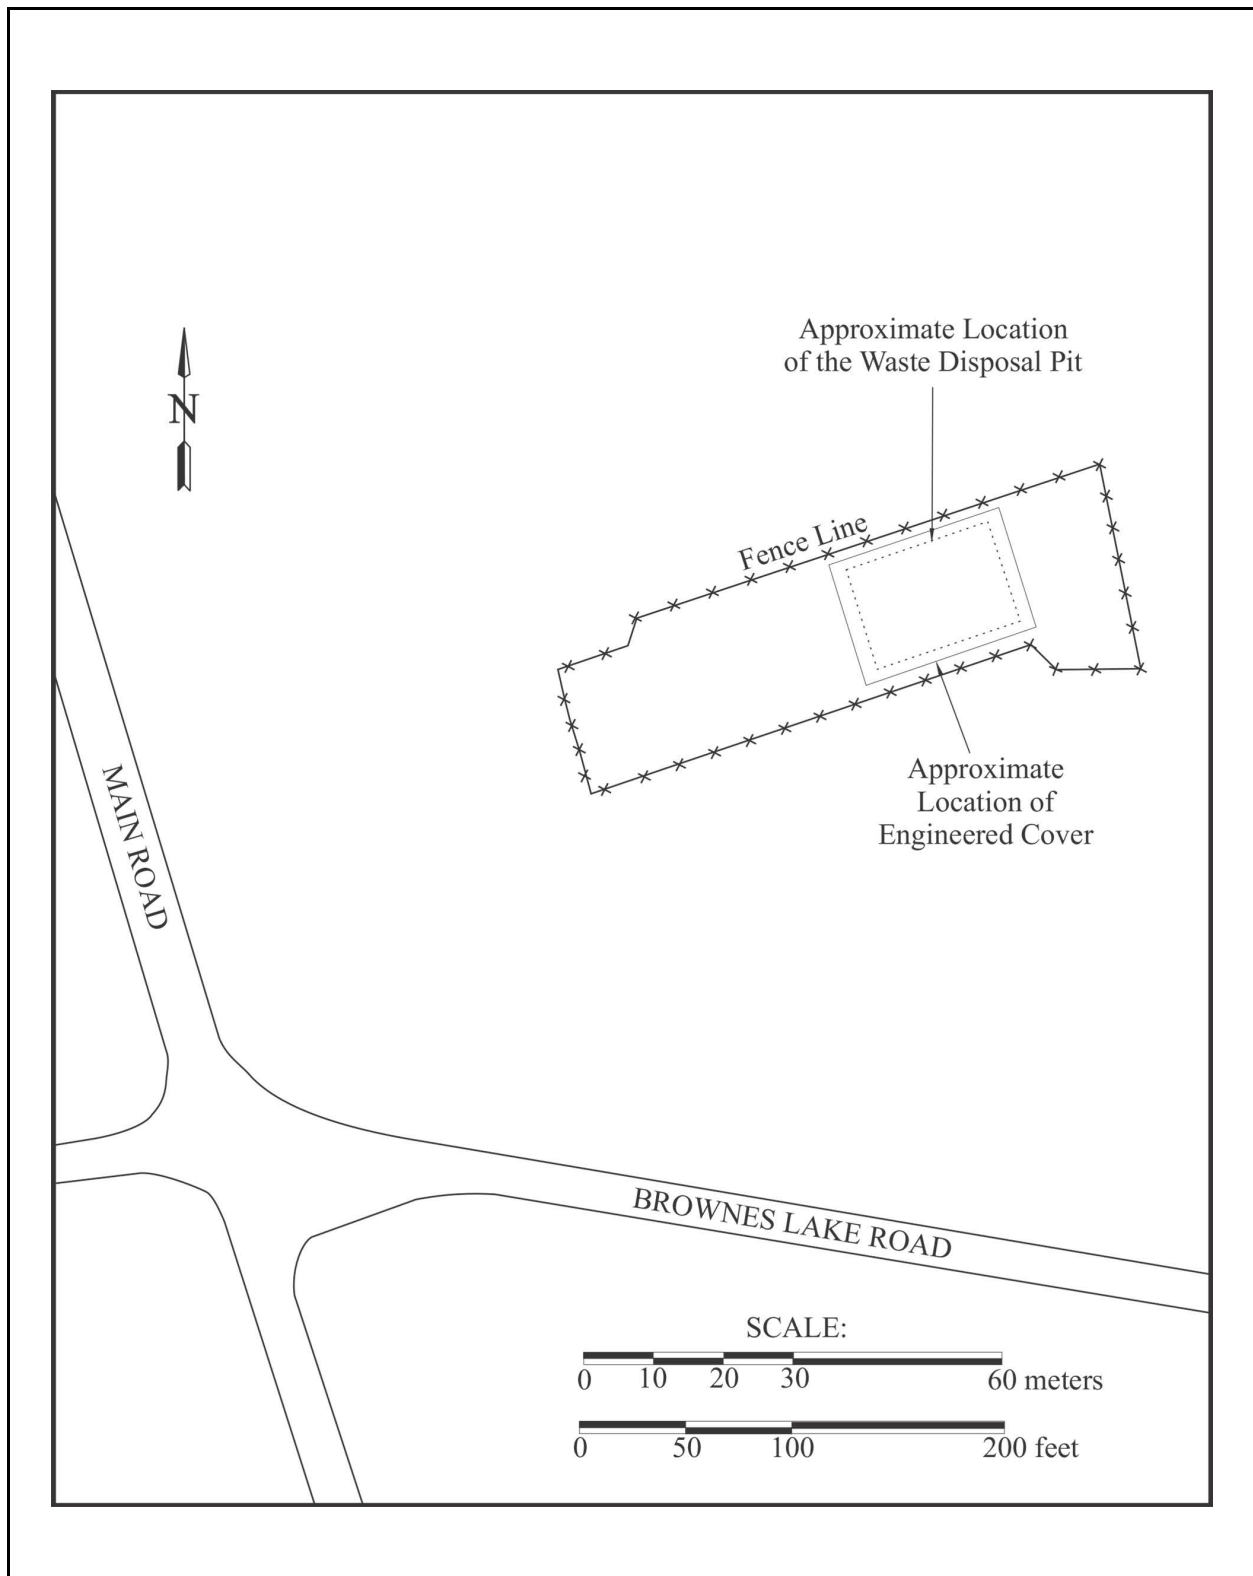 Approximate Location
of the Waste Disposal Pit
N
Fence Line
Approximate
Location of
Engineered Cover
MAIN ROAD
BROWNES LAKE ROAD
SCALE:
0 10 20 30 60 meters
0 50 100 200 feet